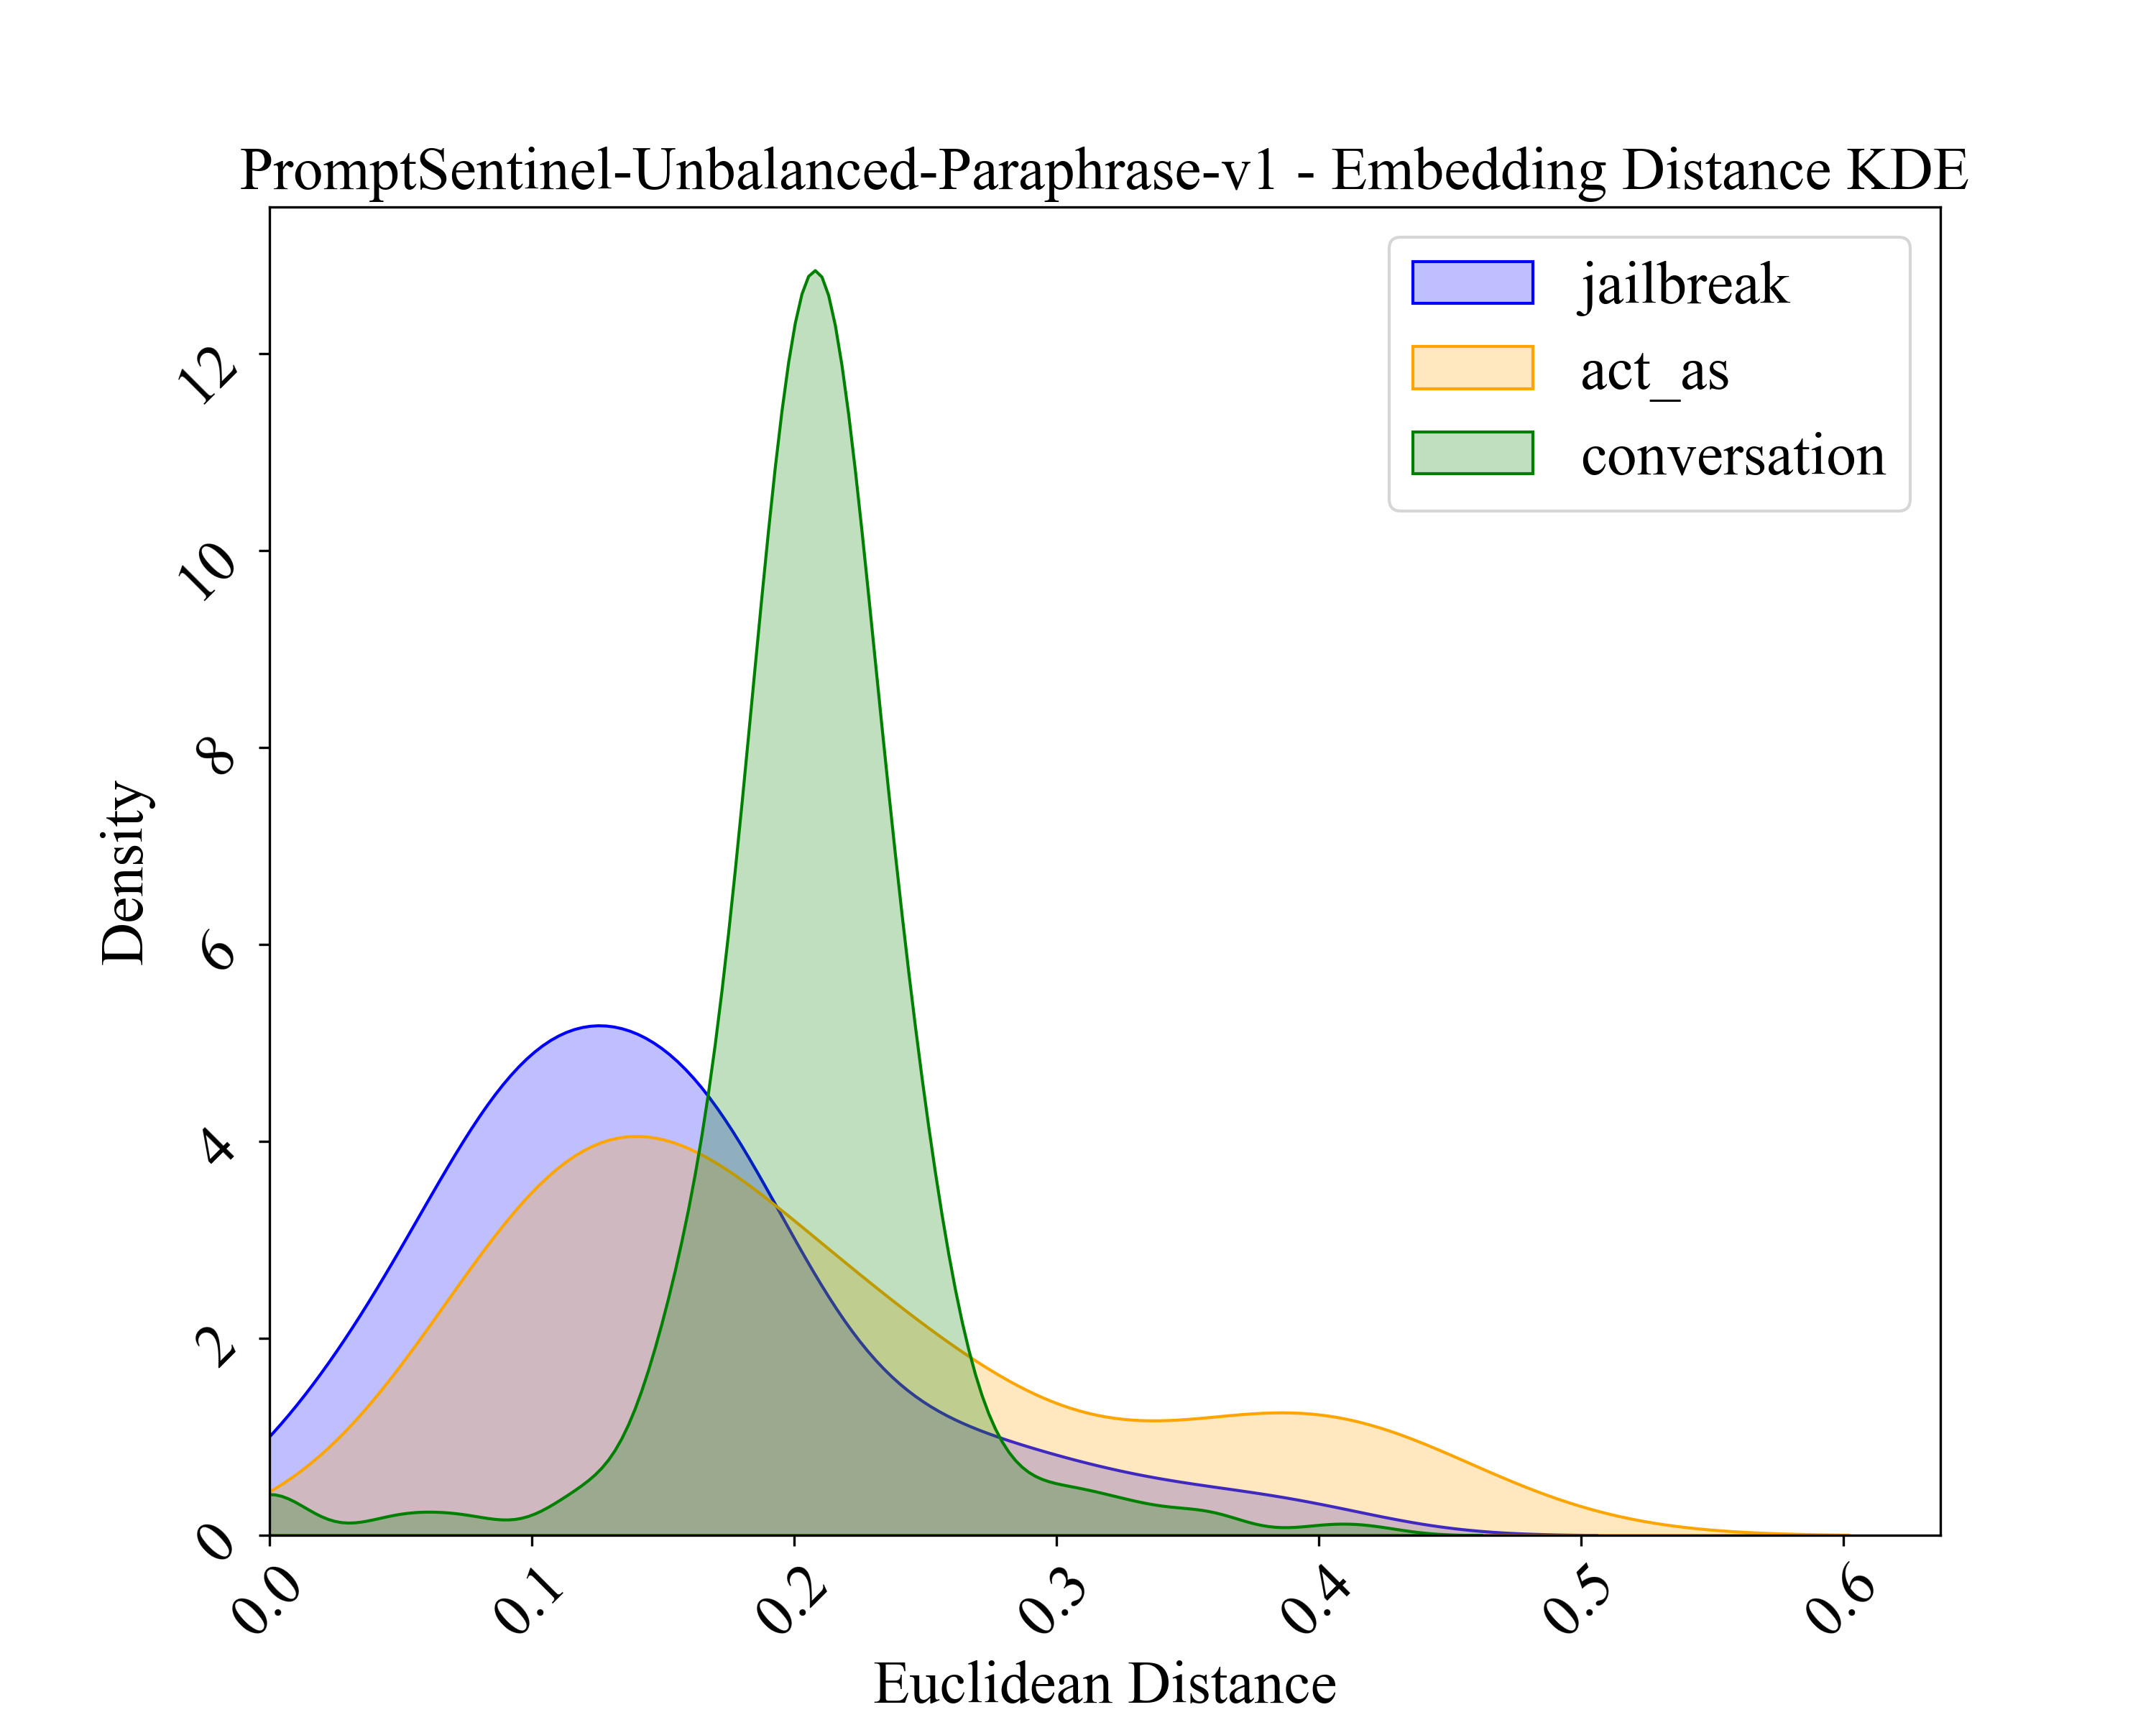 PromptSentinel-Unbalanced-Paraphrase-v1 - Embedding Distance KDE
jailbreak
act_as
conversation
12
10
8
6
4
2
0
Density
0.0
0.1
0.2
0.3
0.4
0.5
0.6
Euclidean Distance